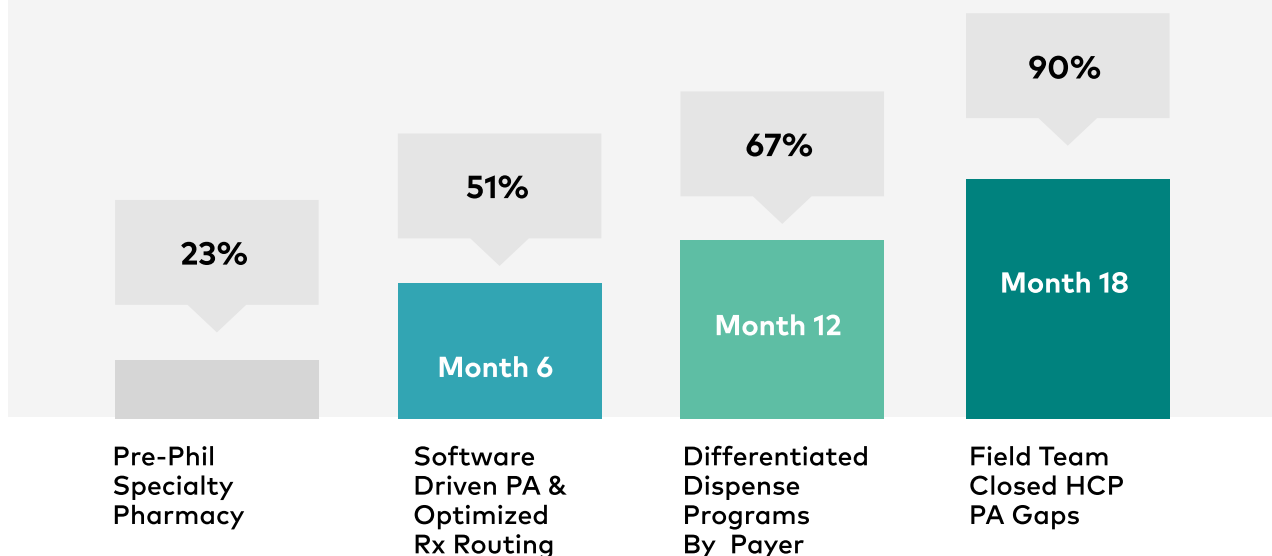 90%
67%
51%
23%
Month 18
Month 12
Month 6
Pre-Phil
Specialty
Pharmacy
Software
Driven PA &
Optimized
Rx Routing
Differentiated
Dispense
Programs
By Payer
Field Team
Closed HCP
PA Gaps